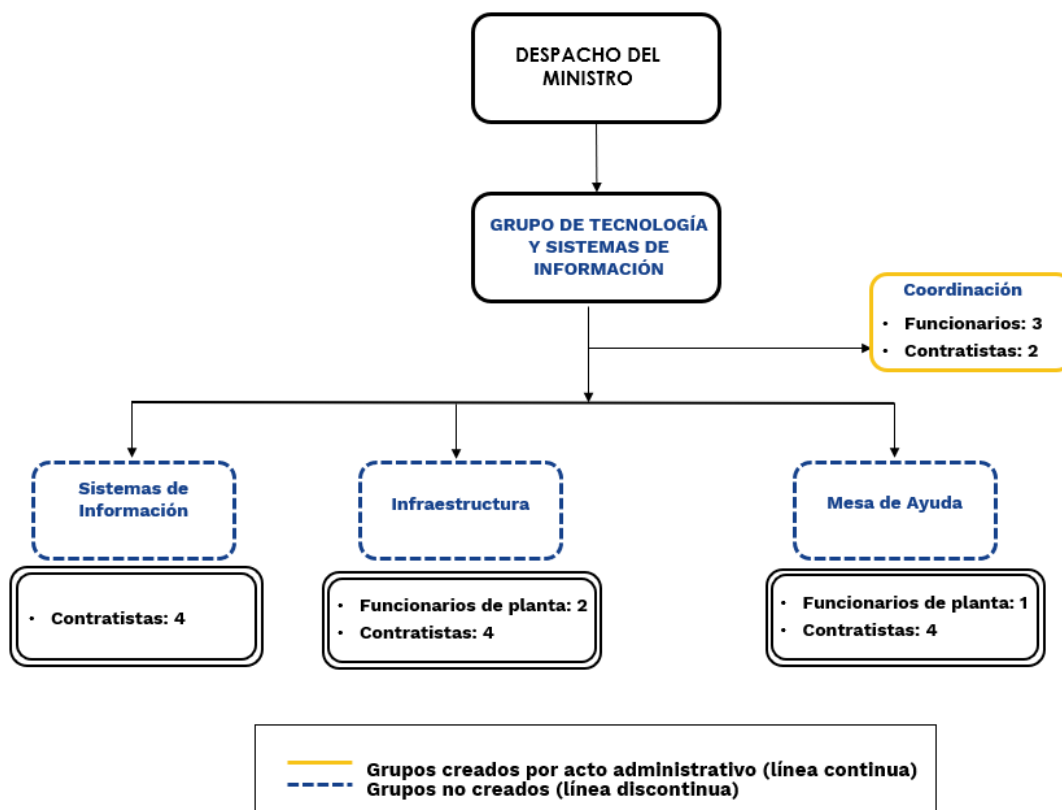 DESPACHO DEL
MINISTRO
GRUPO DE TECNOLOGÍA
Y SISTEMAS DE
INFORMACIÓN
Coordinación
• Funcionarios: 3
• Contratistas: 2
Sistemas de
Información
Infraestructura
Mesa de Ayuda
• Contratistas: 4
• Funcionarios de planta: 2
• Contratistas: 4
• Funcionarios de planta: 1
• Contratistas: 4
Grupos creados por acto administrativo (línea continua)
Grupos no creados (línea discontinua)